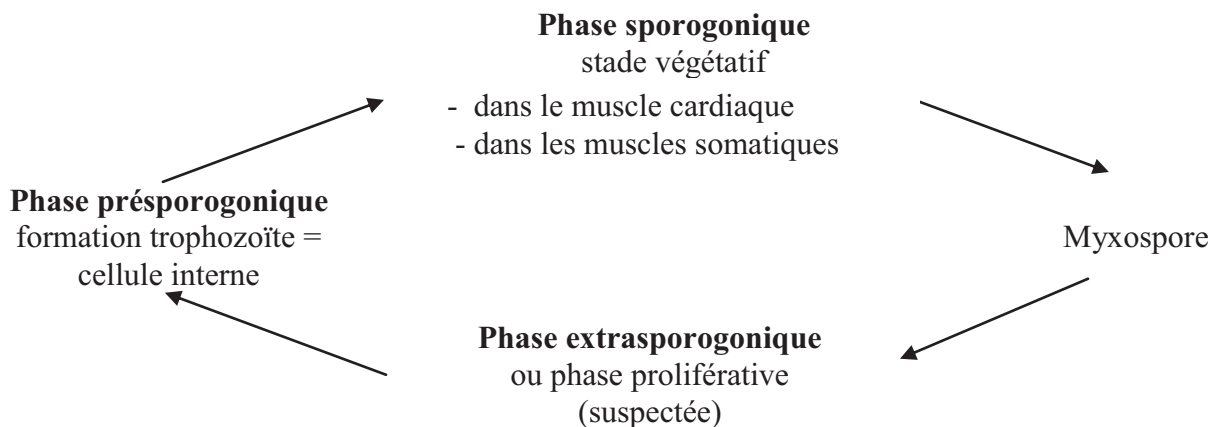 Phase sporogonique
stade végétatif
- dans le muscle cardiaque
- dans les muscles somatiques
Phase présporogonique
formation trophozoïte =
cellule interne
Myxospore
Phase extrasporogonique
ou phase proliférative
(suspectée)